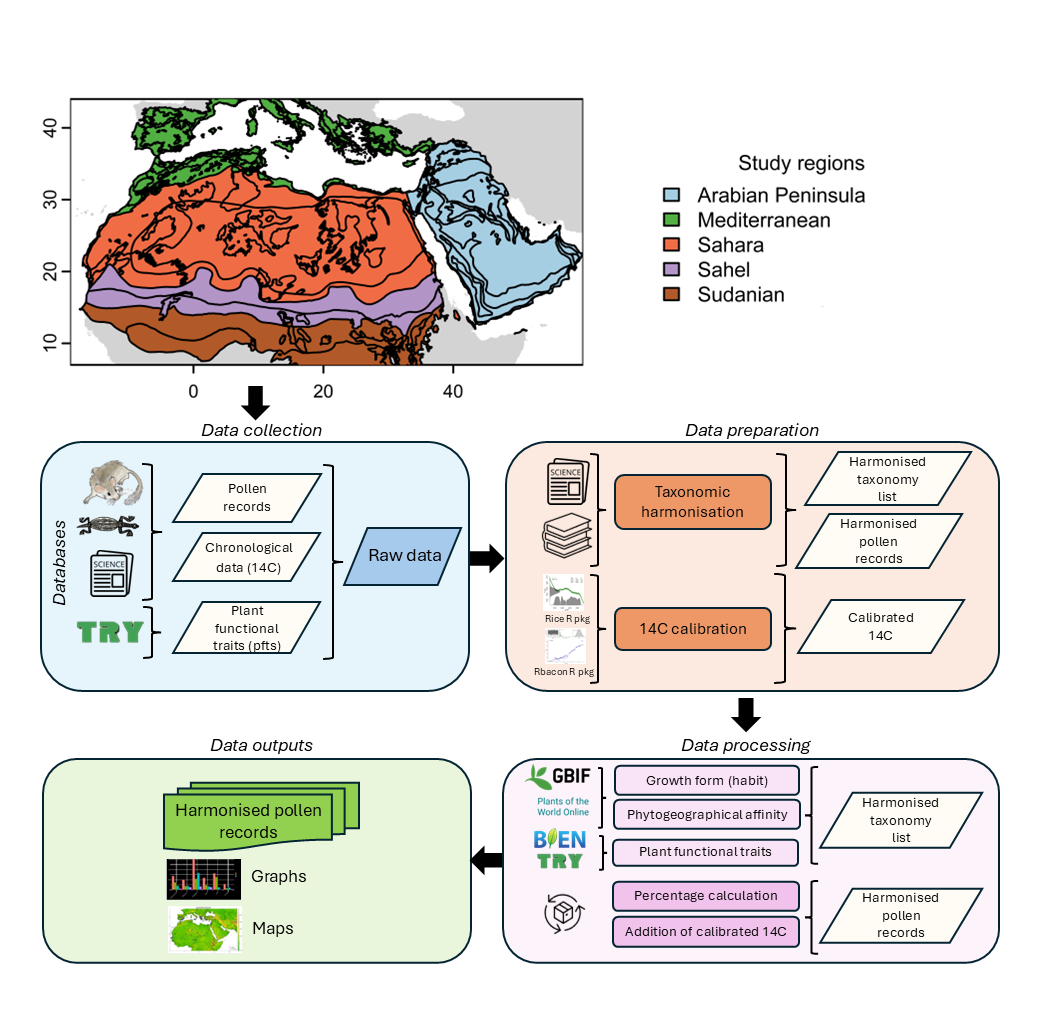 40
30
20
10
0
20
40
Study regions
Arabian Peninsula
Mediterranean
Sahara
Sahel
Sudanian
Data collection
Databases
SCIENCE
TRY
Pollen
records
Chronological
data (14C)
Plant
functional
traits (pfts)
Raw data
Data preparation
SCIENCE
Rice R pkg
Rbacon R pkg
Taxonomic
harmonisation
14C calibration
Harmonised
taxonomy
list
Harmonised
pollen
records
Calibrated
14C
Data processing
GBIF
Plants of the
World Online
BIEN
TRY
Growth form (habit)
Phytogeographical affinity
Plant functional traits
Percentage calculation
Addition of calibrated 14C
Harmonised
taxonomy
list
Harmonised
pollen
records
Data outputs
Harmonised pollen
records
Graphs
Maps